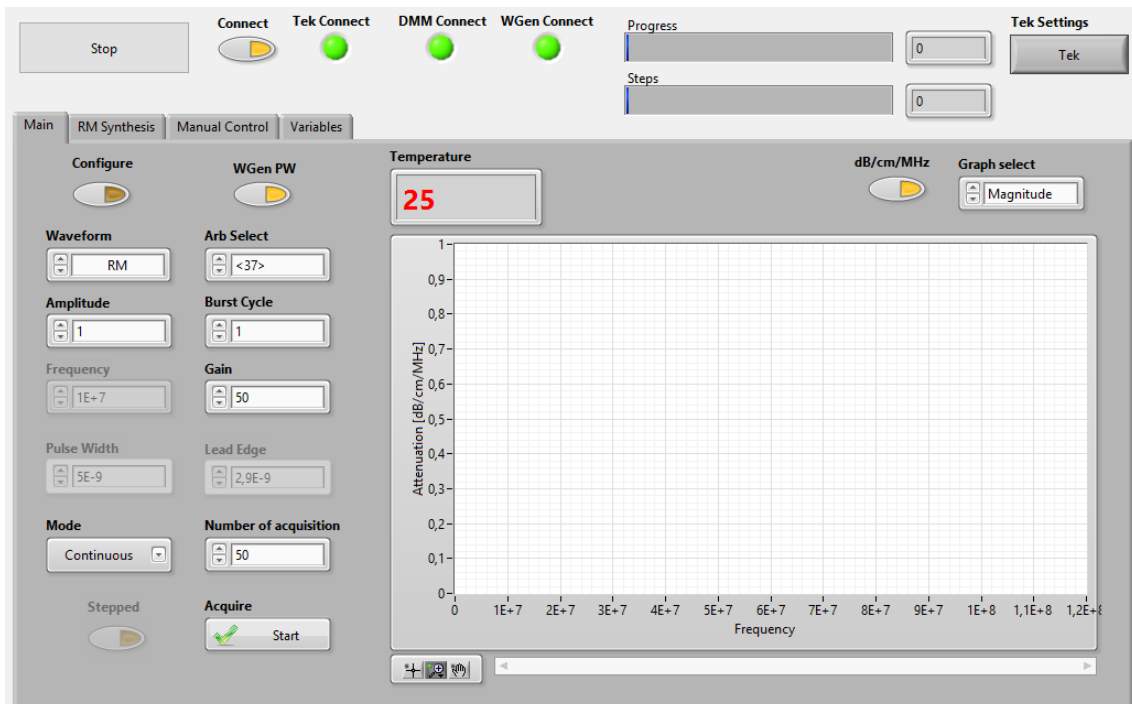 Stop
Connect
Tek Connect
DMM Connect
WGen Connect
Progress
0
Steps
0
Tek Settings
Tek
Main
RM Synthesis
Manual Control
Variables
Configure
WGen PW
Waveform
RM
Arb Select
<37>
Amplitude
1
Burst Cycle
1
Frequency
1E+7
Gain
50
Pulse Width
5E-9
Lead Edge
2,9E-9
Mode
Continuous
Number of acquisition
50
Stepped
Acquire
Start
Temperature
25
dB/cm/MHz
Graph select
Magnitude
Attenuation [dB/cm/MHz]
1
0,9
0,8
0,7
0,6
0,5
0,4
0,3
0,2
0,1
0
0 1E+7 2E+7 3E+7 4E+7 5E+7 6E+7 7E+7 8E+7 9E+7 1E+8 1,1E+8 1,2E+8
Frequency